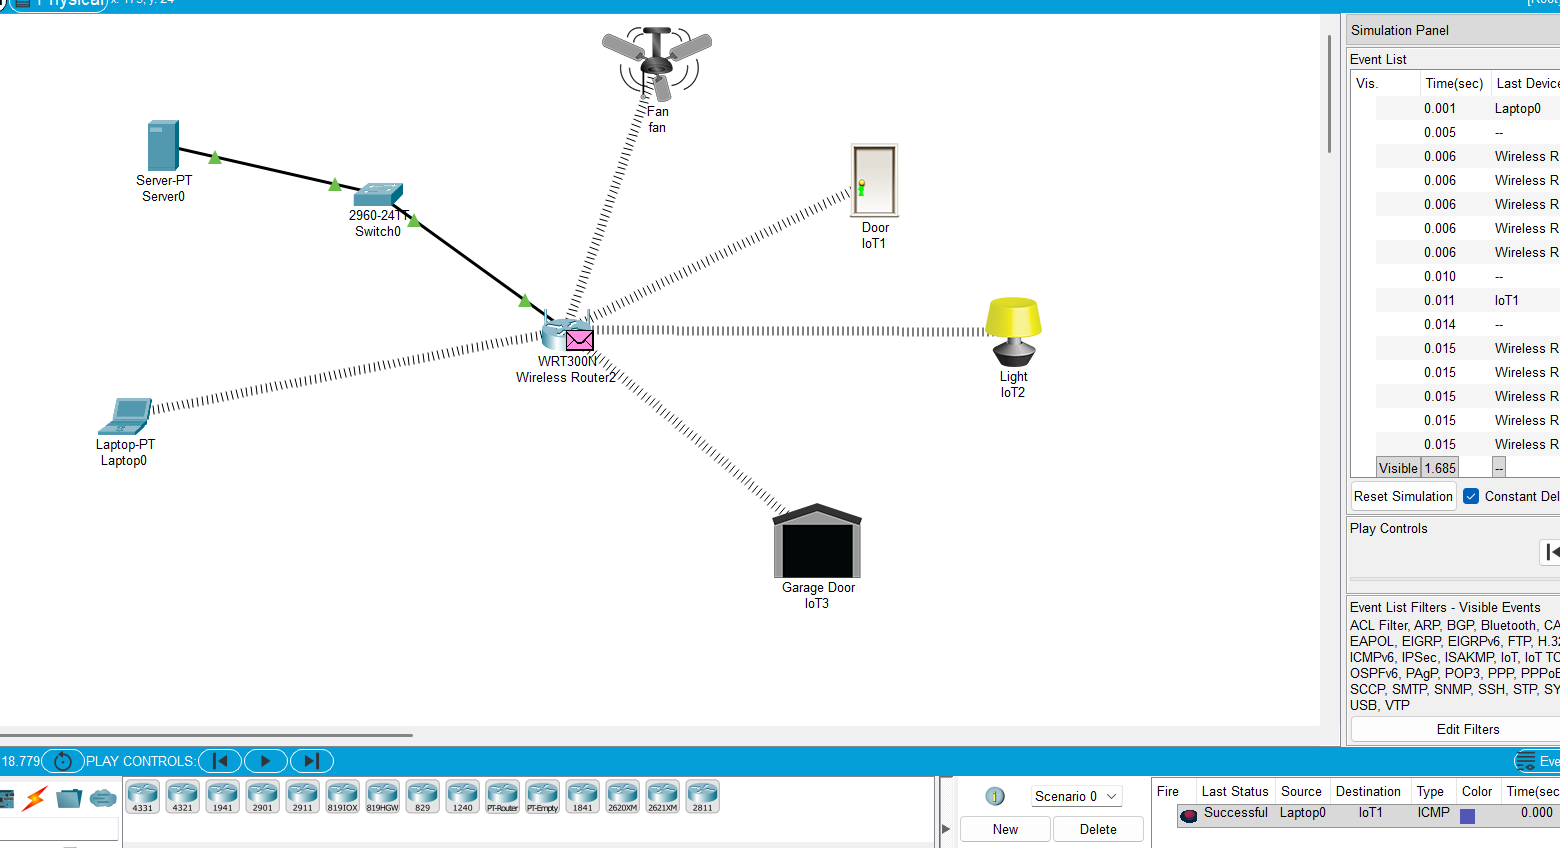 Physical x: 175, y: 24
[Root]
Fan
fan
Server-PT
Server0
2960-24TT
Switch0
Door
IoT1
WRT300N
Wireless Router2
Light
IoT2
Laptop-PT
Laptop0
Garage Door
IoT3
Simulation Panel
Event List
Vis. Time(sec) Last Device
0.001 Laptop0
0.005 --
0.006 Wireless R
0.006 Wireless R
0.006 Wireless R
0.006 Wireless R
0.006 Wireless R
0.010 --
0.011 IoT1
0.014 --
0.015 Wireless R
0.015 Wireless R
0.015 Wireless R
0.015 Wireless R
0.015 Wireless R
Visible 1.685 --
Reset Simulation Constant Del
Play Controls
Event List Filters - Visible Events
ACL Filter, ARP, BGP, Bluetooth, CA
EAPOL, EIGRP, EIGRPv6, FTP, H.32
ICMPv6, IPSec, ISAKMP, IoT, IoT TC
OSPFv6, PAgP, POP3, PPP, PPPoE
SCCP, SMTP, SNMP, SSH, STP, SY
USB, VTP
Edit Filters
18.779 PLAY CONTROLS:
Eve
4331 4321 1941 2901 2911 819IOX 819HGW 829 1240 PT-Router PT-Empty 1841 2620XM 2621XM 2811
Scenario 0
New Delete
Fire Last Status Source Destination Type Color Time(sec
Successful Laptop0 IoT1 ICMP 0.000